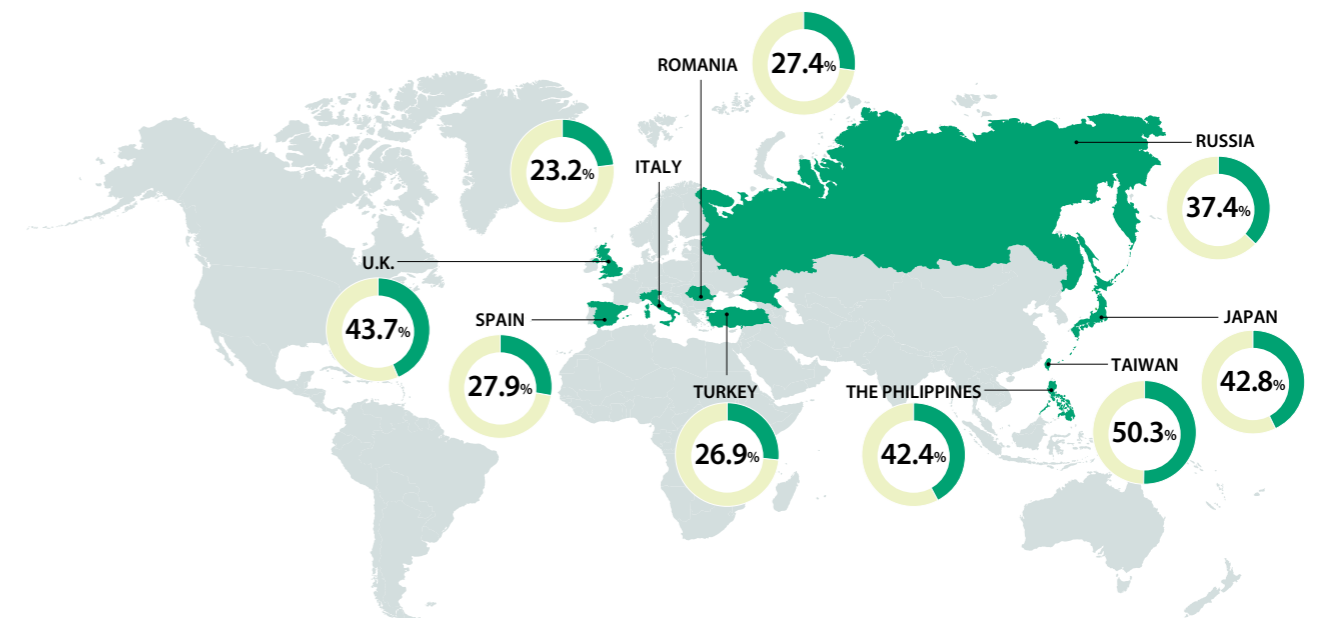 ROMANIA
27.4%
23.2%
ITALY
RUSSIA
37.4%
U.K.
43.7%
SPAIN
27.9%
TURKEY
26.9%
THE PHILIPPINES
42.4%
TAIWAN
50.3%
JAPAN
42.8%